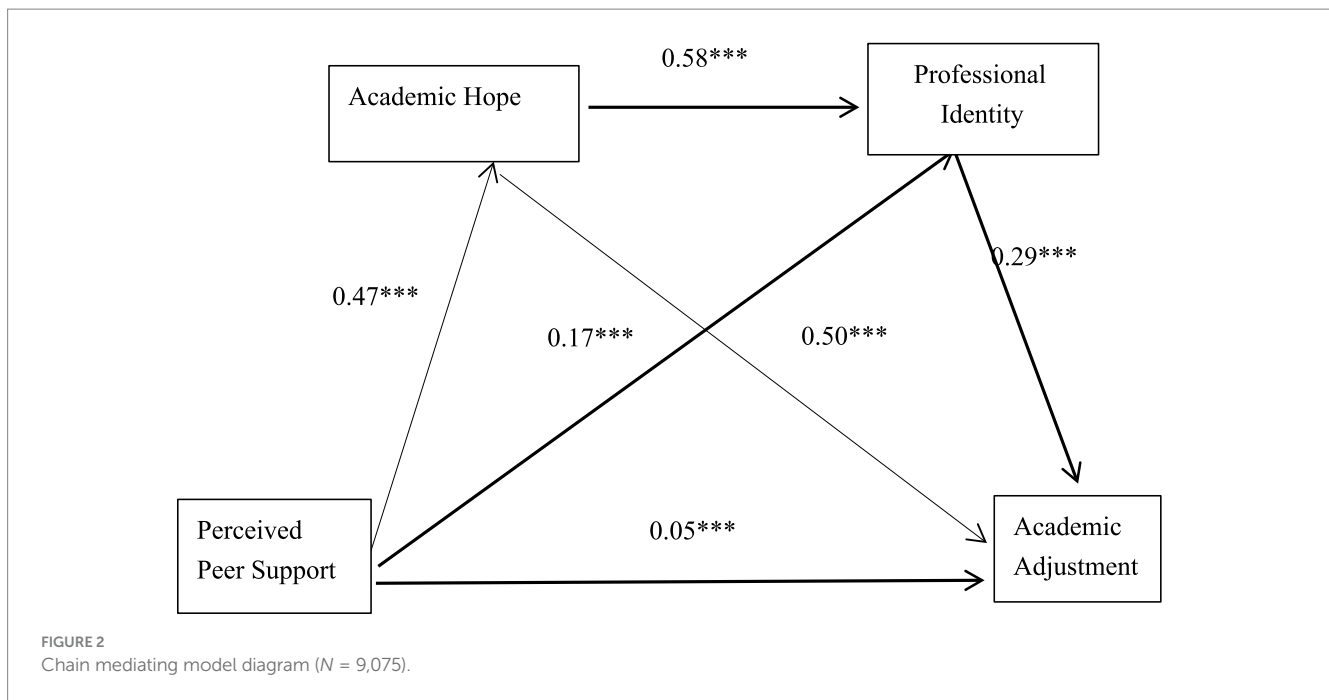 0.58***
Academic Hope
Professional
Identity
0.29***
0.47***
0.17***
0.50***
0.05***
Perceived
Peer Support
Academic
Adjustment
FIGURE 2
Chain mediating model diagram (N = 9,075).